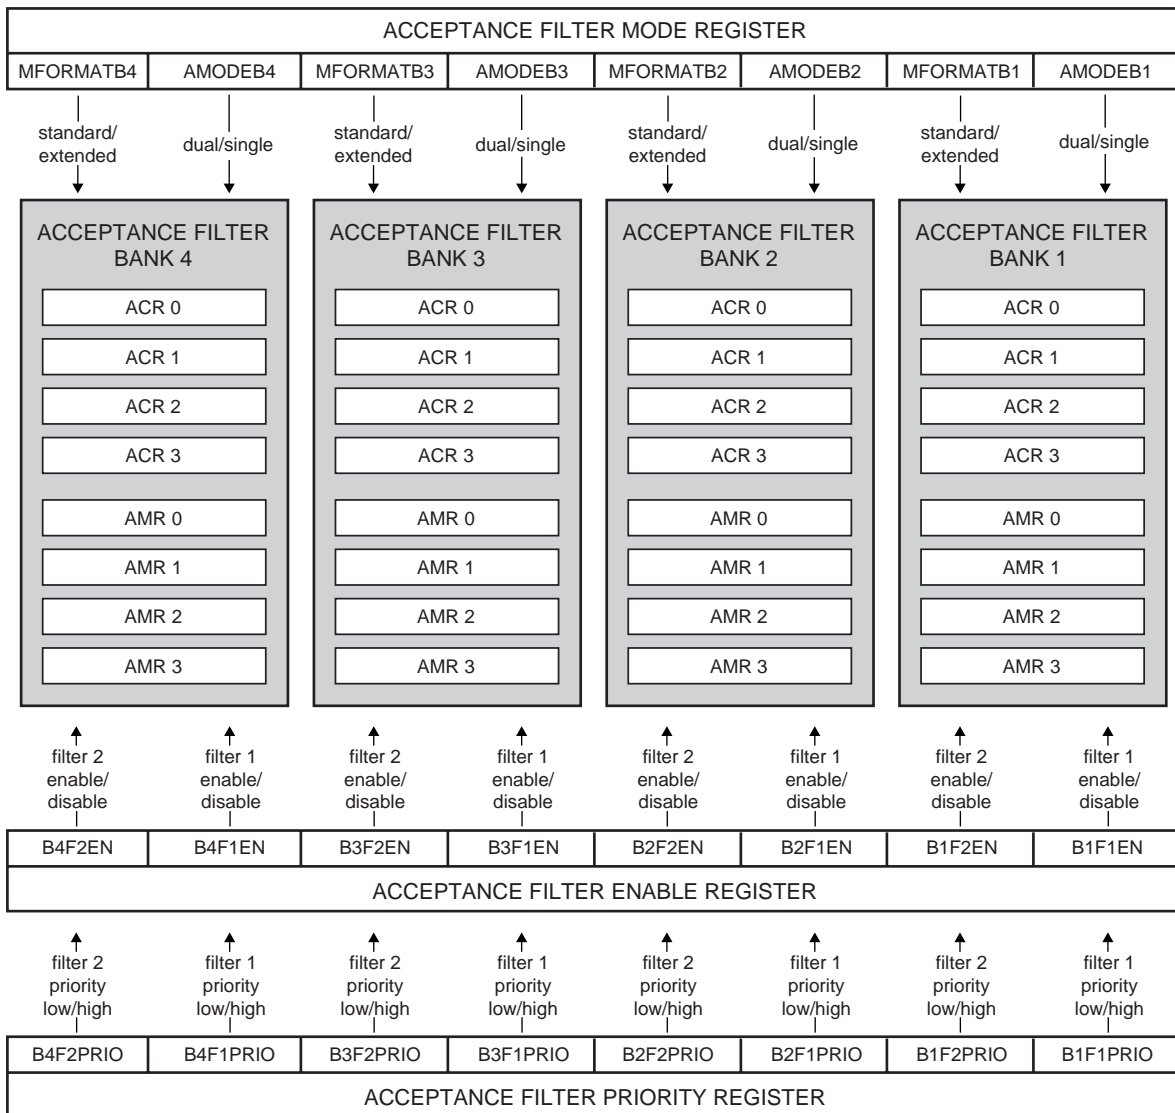 ACCEPTANCE FILTER MODE REGISTER
MFORMATB4 AMODEB4 MFORMATB3 AMODEB3 MFORMATB2 AMODEB2 MFORMATB1 AMODEB1
standard/ extended dual/single standard/ extended dual/single standard/ extended dual/single standard/ extended dual/single
ACCEPTANCE FILTER ACCEPTANCE FILTER ACCEPTANCE FILTER ACCEPTANCE FILTER
BANK 4 BANK 3 BANK 2 BANK 1
ACR 0 ACR 0 ACR 0 ACR 0
ACR 1 ACR 1 ACR 1 ACR 1
ACR 2 ACR 2 ACR 2 ACR 2
ACR 3 ACR 3 ACR 3 ACR 3
AMR 0 AMR 0 AMR 0 AMR 0
AMR 1 AMR 1 AMR 1 AMR 1
AMR 2 AMR 2 AMR 2 AMR 2
AMR 3 AMR 3 AMR 3 AMR 3
filter 2 filter 1 filter 2 filter 1 filter 2 filter 1 filter 2 filter 1
enable/ enable/ enable/ enable/ enable/ enable/ enable/ enable/
disable disable disable disable disable disable disable disable
B4F2EN B4F1EN B3F2EN B3F1EN B2F2EN B2F1EN B1F2EN B1F1EN
ACCEPTANCE FILTER ENABLE REGISTER
filter 2 filter 1 filter 2 filter 1 filter 2 filter 1 filter 2 filter 1
priority priority priority priority priority priority priority priority
low/high low/high low/high low/high low/high low/high low/high low/high
B4F2PRIO B4F1PRIO B3F2PRIO B3F1PRIO B2F2PRIO B2F1PRIO B1F2PRIO B1F1PRIO
ACCEPTANCE FILTER PRIORITY REGISTER